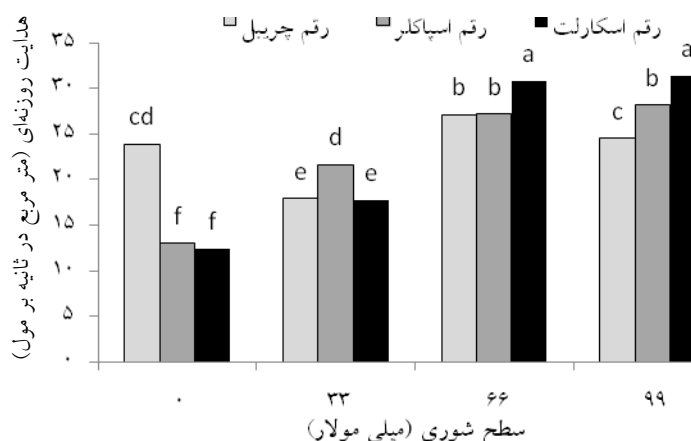 رقم چریبل رقم اسپاکلر رقم اسکارلت
هدایت روزنه‌ای (متر مربع در ثانیه بر مول)
۳۵
۳۰
۲۵
۲۰
۱۵
۱۰
۵
۰
cd f f e d e b b a c b a
۰ ۳۳ ۶۶ ۹۹
سطح شوری (میلی مولار)